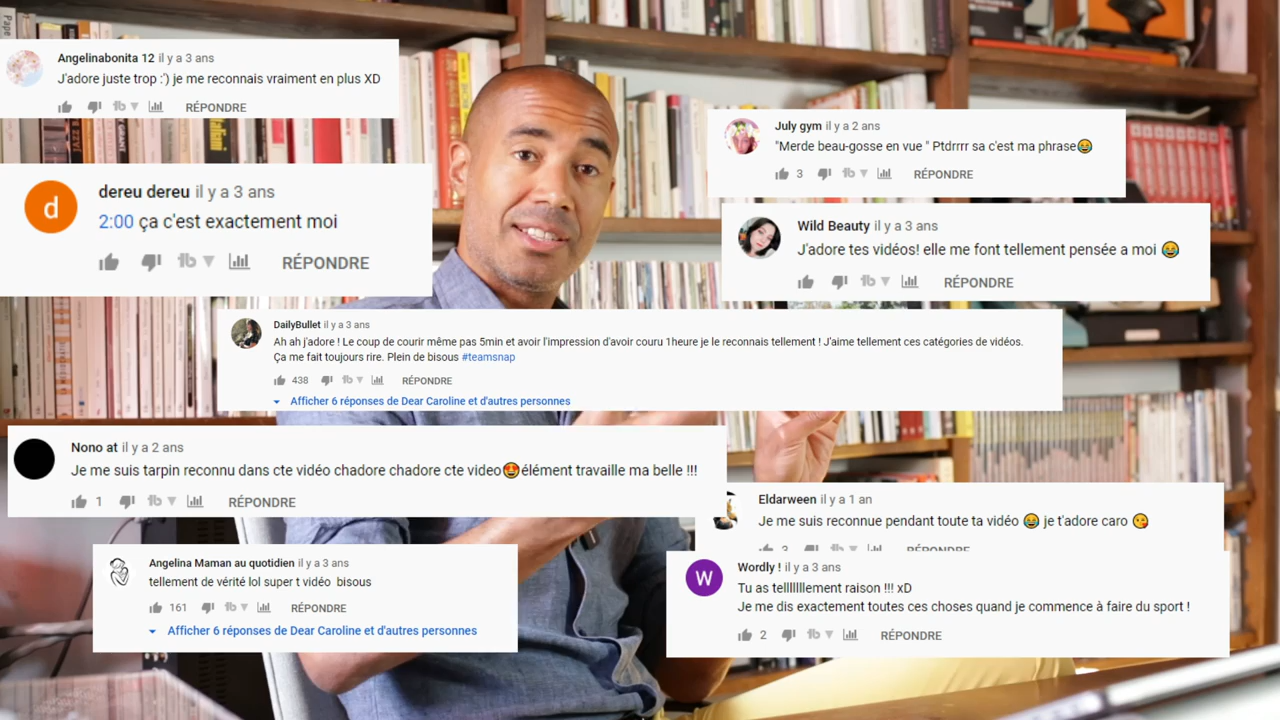 Angelinabonita 12 il y a 3 ans
J'adore juste trop :') je me reconnais vraiment en plus XD
RÉPONDRE
dereu dereu il y a 3 ans
2:00 ça c'est exactement moi
RÉPONDRE
July gym il y a 2 ans
"Merde beau-gosse en vue " Ptdrrrr sa c'est ma phrase😂
3 RÉPONDRE
Wild Beauty il y a 3 ans
J'adore tes vidéos! elle me font tellement pensée a moi 😂
RÉPONDRE
DailyBullet il y a 3 ans
Ah ah j'adore ! Le coup de courir même pas 5min et avoir l'impression d'avoir couru 1heure je le reconnais tellement ! J'aime tellement ces catégories de vidéos.
Ça me fait toujours rire. Plein de bisous #teamsnap
438 RÉPONDRE
Afficher 6 réponses de Dear Caroline et d'autres personnes
Nono at il y a 2 ans
Je me suis tarpin reconnu dans cte vidéo chadore chadore cte video😍élément travaille ma belle !!!
1 RÉPONDRE
Eldarween il y a 1 an
Je me suis reconnue pendant toute ta vidéo 😂 je t'adore caro 😘
3 RÉPONDRE
Angelina Maman au quotidien il y a 3 ans
tellement de vérité lol super t vidéo bisous
161 RÉPONDRE
Afficher 6 réponses de Dear Caroline et d'autres personnes
W
Wordly ! il y a 3 ans
Tu as tellllllllement raison !!! xD
Je me dis exactement toutes ces choses quand je commence à faire du sport !
2 RÉPONDRE